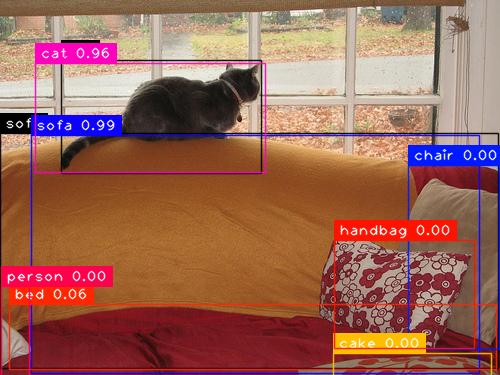 cat 0.96
sof
sofa 0.99
chair 0.00
handbag 0.00
person 0.00
bed 0.06
cake 0.00